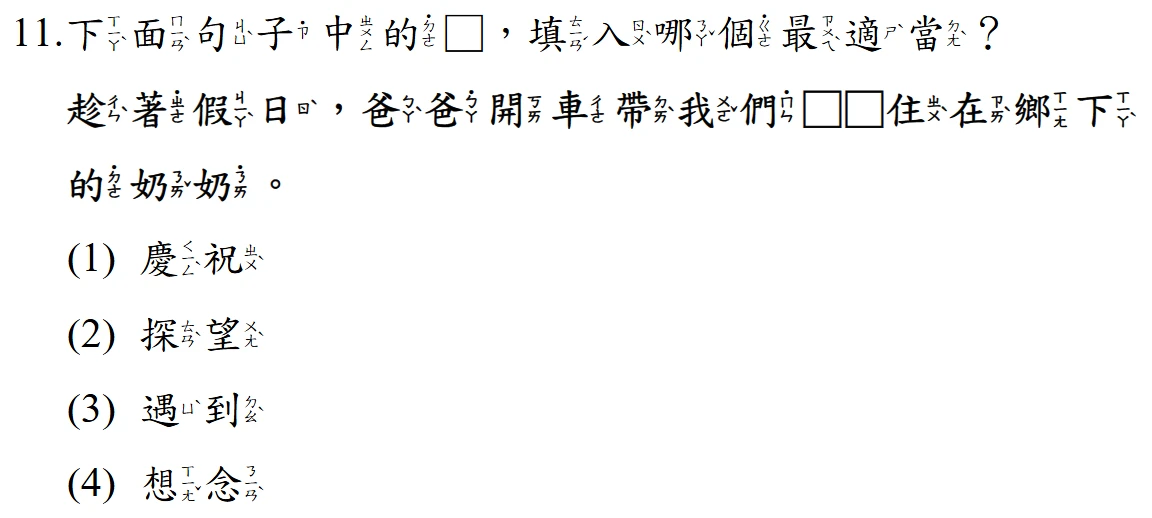 11.下面句子中的□，填入哪個最適當？
趁著假日，爸爸開車帶我們□□住在鄉下
的奶奶。
(1) 慶祝
(2) 探望
(3) 遇到
(4) 想念